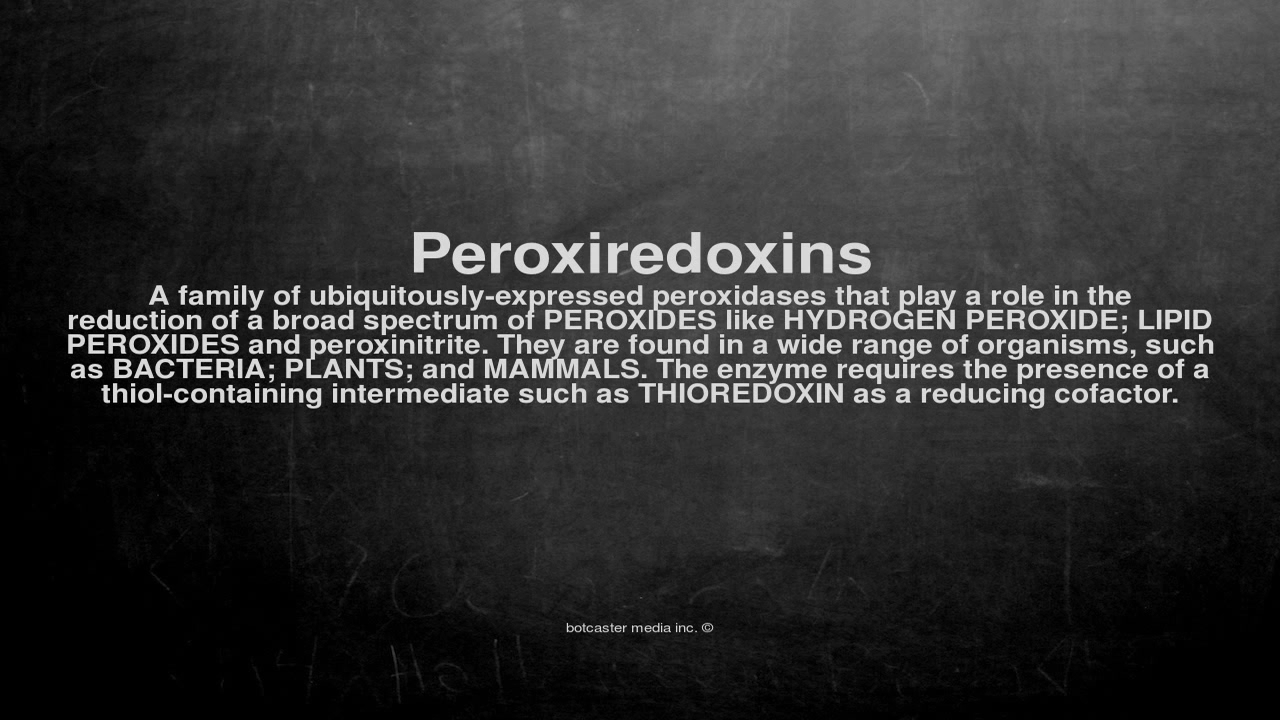 Peroxiredoxins
A family of ubiquitously-expressed peroxidases that play a role in the
reduction of a broad spectrum of PEROXIDES like HYDROGEN PEROXIDE; LIPID
PEROXIDES and peroxinitrite. They are found in a wide range of organisms, such
as BACTERIA; PLANTS; and MAMMALS. The enzyme requires the presence of a
thiol-containing intermediate such as THIOREDOXIN as a reducing cofactor.
botcaster media inc. ©